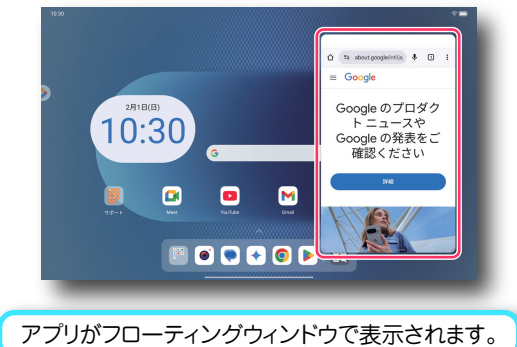 10:30
about.google/intl/ja
Google
Google のプロダク
ト ニュースや
Google の発表をご
確認ください
詳細
2月1日(日)
10:30
サポート
Meet
YouTube
Gmail
アプリがフローティングウィンドウで表示されます。